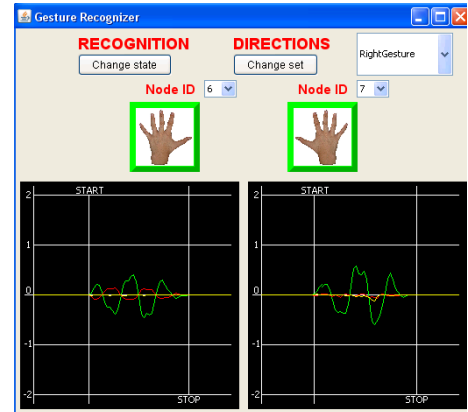 Gesture Recognizer
RECOGNITION DIRECTIONS
RightGesture
Change state Change set
Node ID 6 Node ID 7
START START
2 2
1 1
0 0
-1 -1
-2 -2
STOP STOP